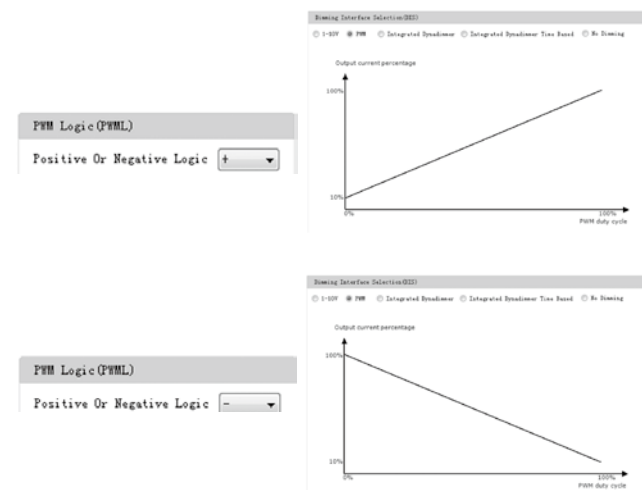 Dimming Interface Selection(DIS)
1-10V PWM Integrated Dynadimmer Integrated Dynadimmer Time Based No Dimming
Output current percentage
100%
PWM Logic(PWML)
Positive Or Negative Logic +
10%
0% 100%
PWM duty cycle
Dimming Interface Selection(DIS)
1-10V PWM Integrated Dynadimmer Integrated Dynadimmer Time Based No Dimming
Output current percentage
100%
PWM Logic(PWML)
Positive Or Negative Logic -
10%
0% 100%
PWM duty cycle